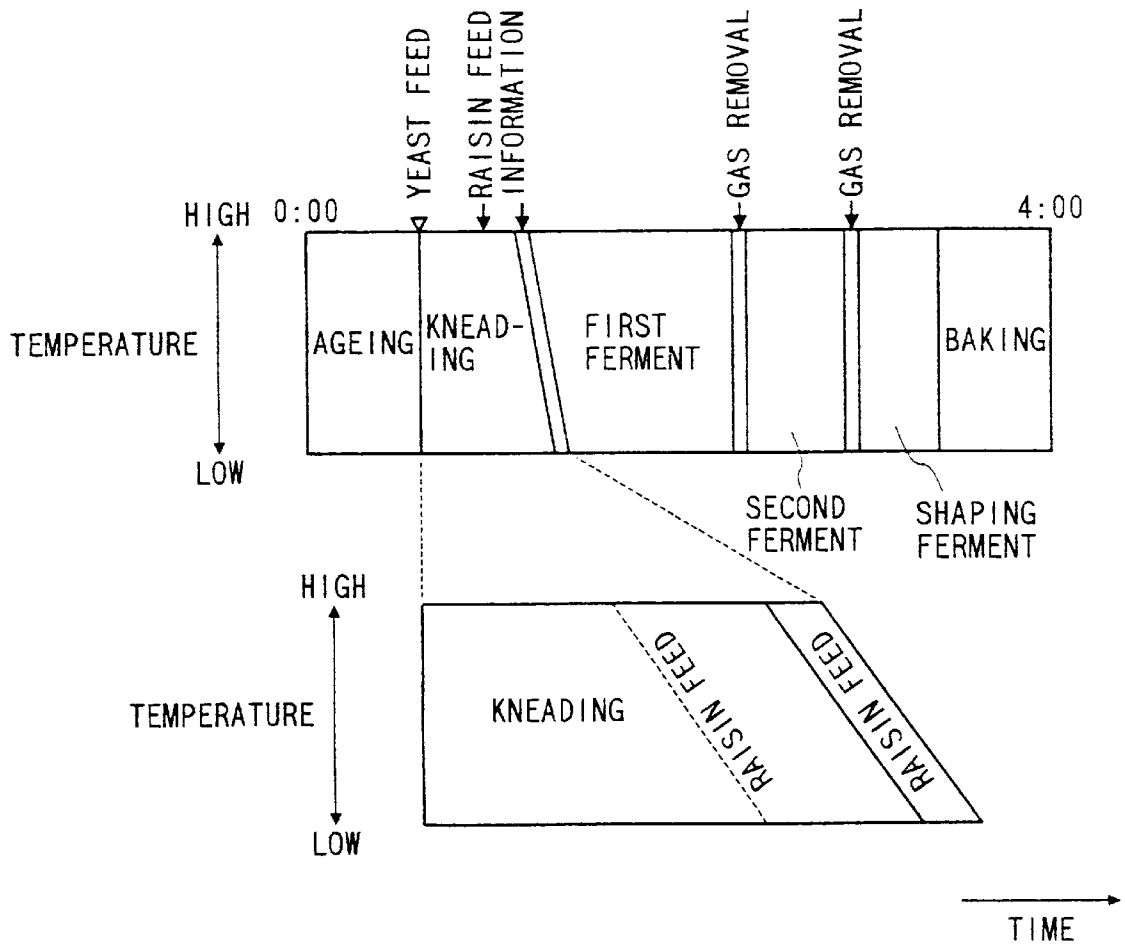 YEAST FEED
RAISIN FEED
INFORMATION
GAS REMOVAL
GAS REMOVAL
HIGH
0:00
4:00
TEMPERATURE
AGEING
KNEAD-
ING
FIRST
FERMENT
BAKING
LOW
SECOND
FERMENT
SHAPING
FERMENT
HIGH
TEMPERATURE
KNEADING
RAISIN FEED
RAISIN FEED
LOW
TIME